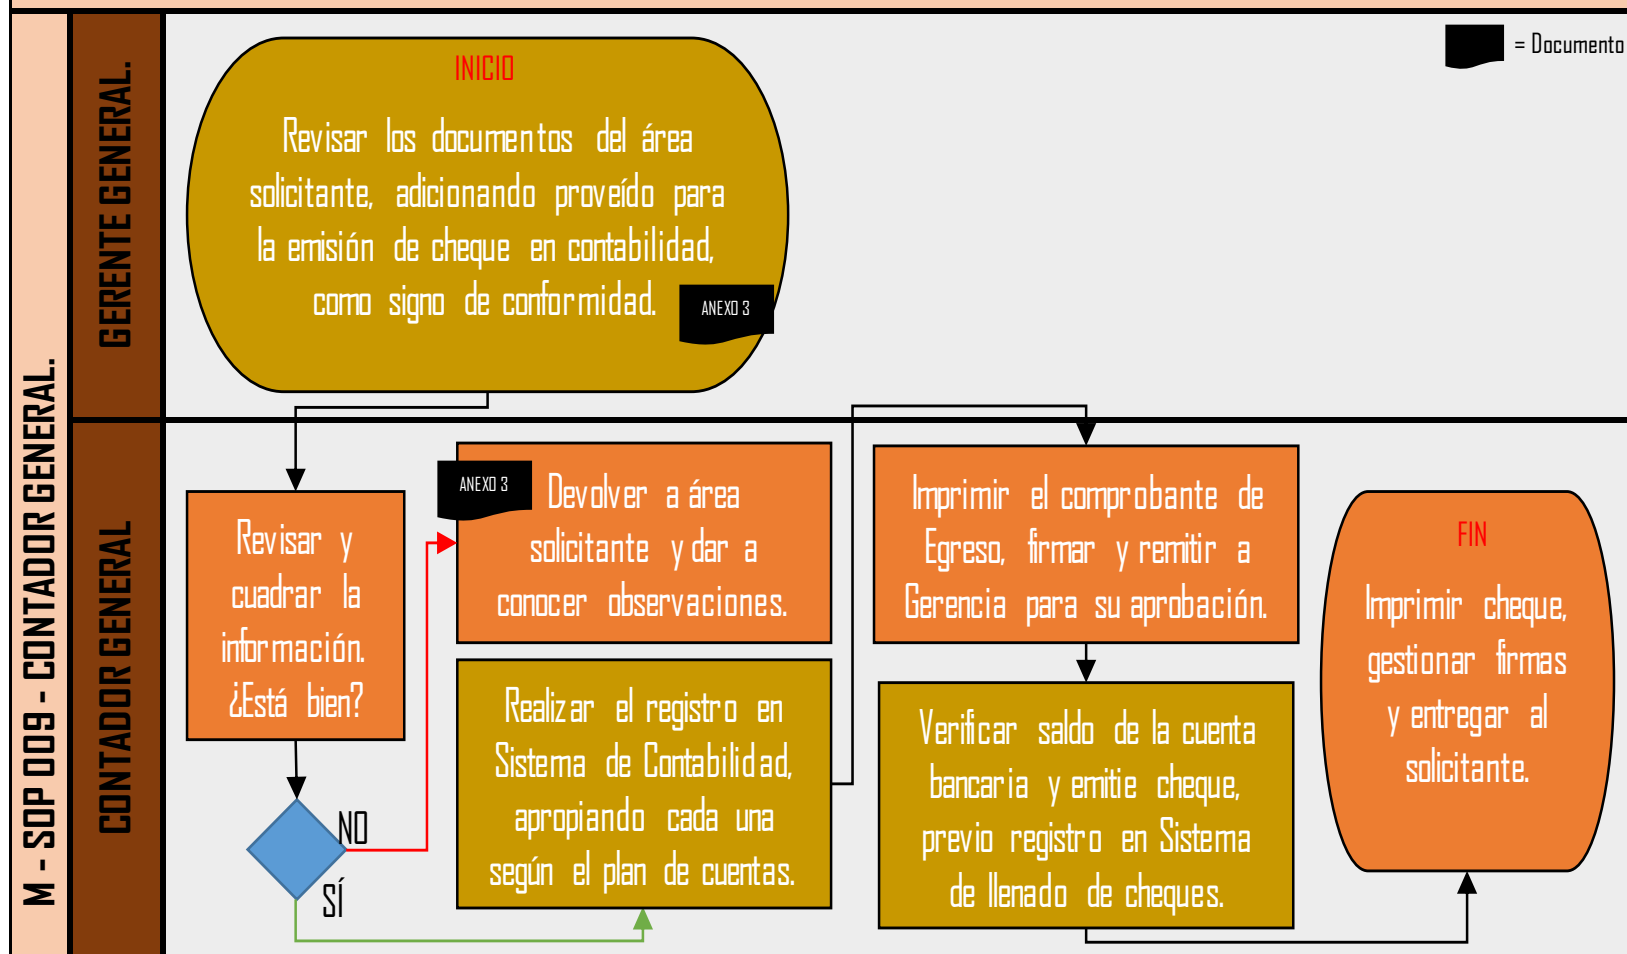 M - SOP 009 - CONTADOR GENERAL.
GERENTE GENERAL.
= Documento
INICIO
Revisar los documentos del área
solicitante, adicionando proveído para
la emisión de cheque en contabilidad,
como signo de conformidad.
ANEXO 3
CONTADOR GENERAL
Revisar y
cuadrar la
información.
¿Está bien?
NO
SÍ
ANEXO 3
Devolver a área
solicitante y dar a
conocer observaciones.
Realizar el registro en
Sistema de Contabilidad,
apropiando cada una
según el plan de cuentas.
Imprimir el comprobante de
Egreso, firmar y remitir a
Gerencia para su aprobación.
Verificar saldo de la cuenta
bancaria y emitie cheque,
previo registro en Sistema
de llenado de cheques.
FIN
Imprimir cheque,
gestionar firmas
y entregar al
solicitante.